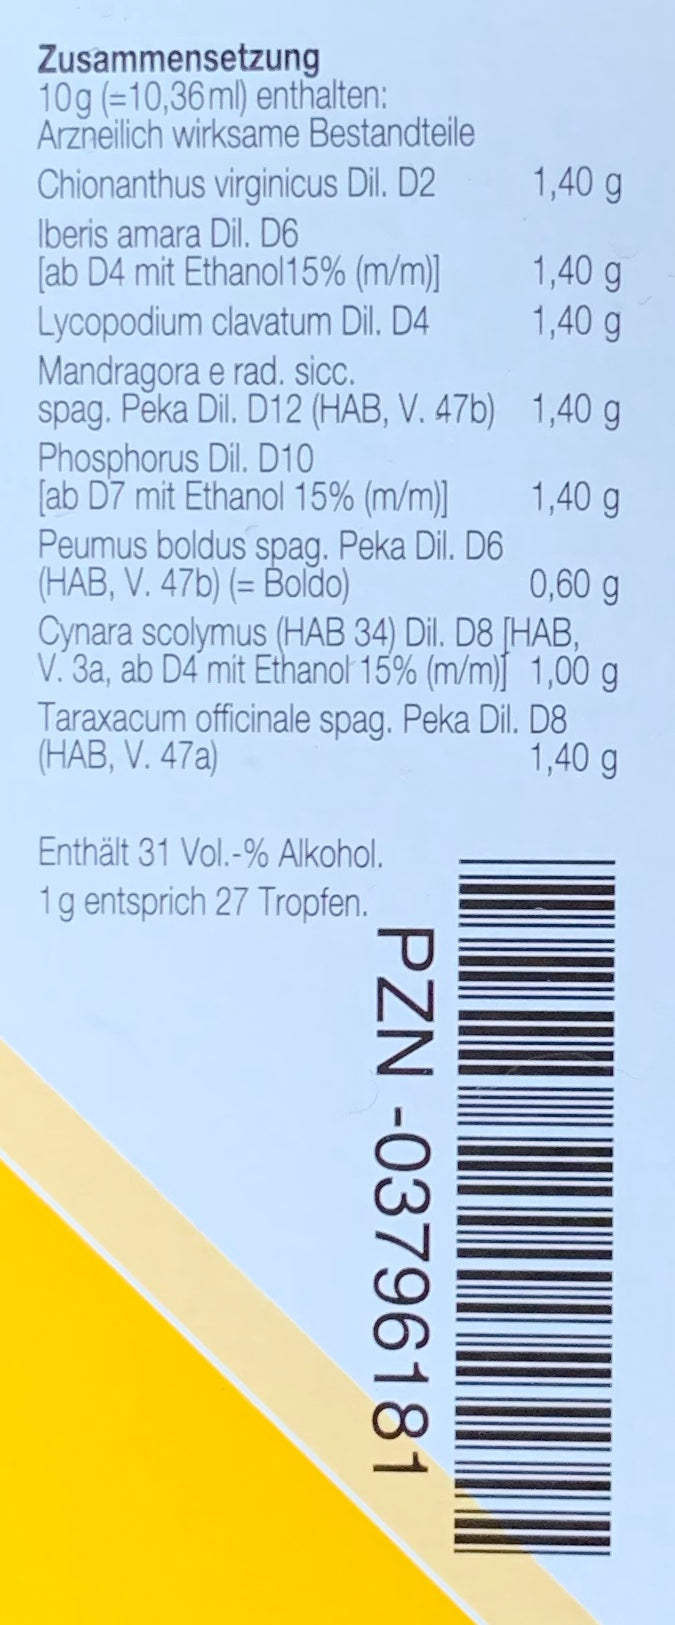 Zusammensetzung
10g (=10,36ml) enthalten:
Arzneilich wirksame Bestandteile
Chionanthus virginicus Dil. D2 1,40 g
Iberis amara Dil. D6
[ab D4 mit Ethanol15% (m/m)] 1,40 g
Lycopodium clavatum Dil. D4 1,40 g
Mandragora e rad. sicc.
spag. Peka Dil. D12 (HAB, V. 47b) 1,40 g
Phosphorus Dil. D10
[ab D7 mit Ethanol 15% (m/m)] 1,40 g
Peumus boldus spag. Peka Dil. D6
(HAB, V. 47b) (= Boldo) 0,60 g
Cynara scolymus (HAB 34) Dil. D8 [HAB,
V. 3a, ab D4 mit Ethanol 15% (m/m)] 1,00 g
Taraxacum officinale spag. Peka Dil. D8
(HAB, V. 47a) 1,40 g
Enthält 31 Vol.-% Alkohol.
1g entsprich 27 Tropfen.
PZN -03796181